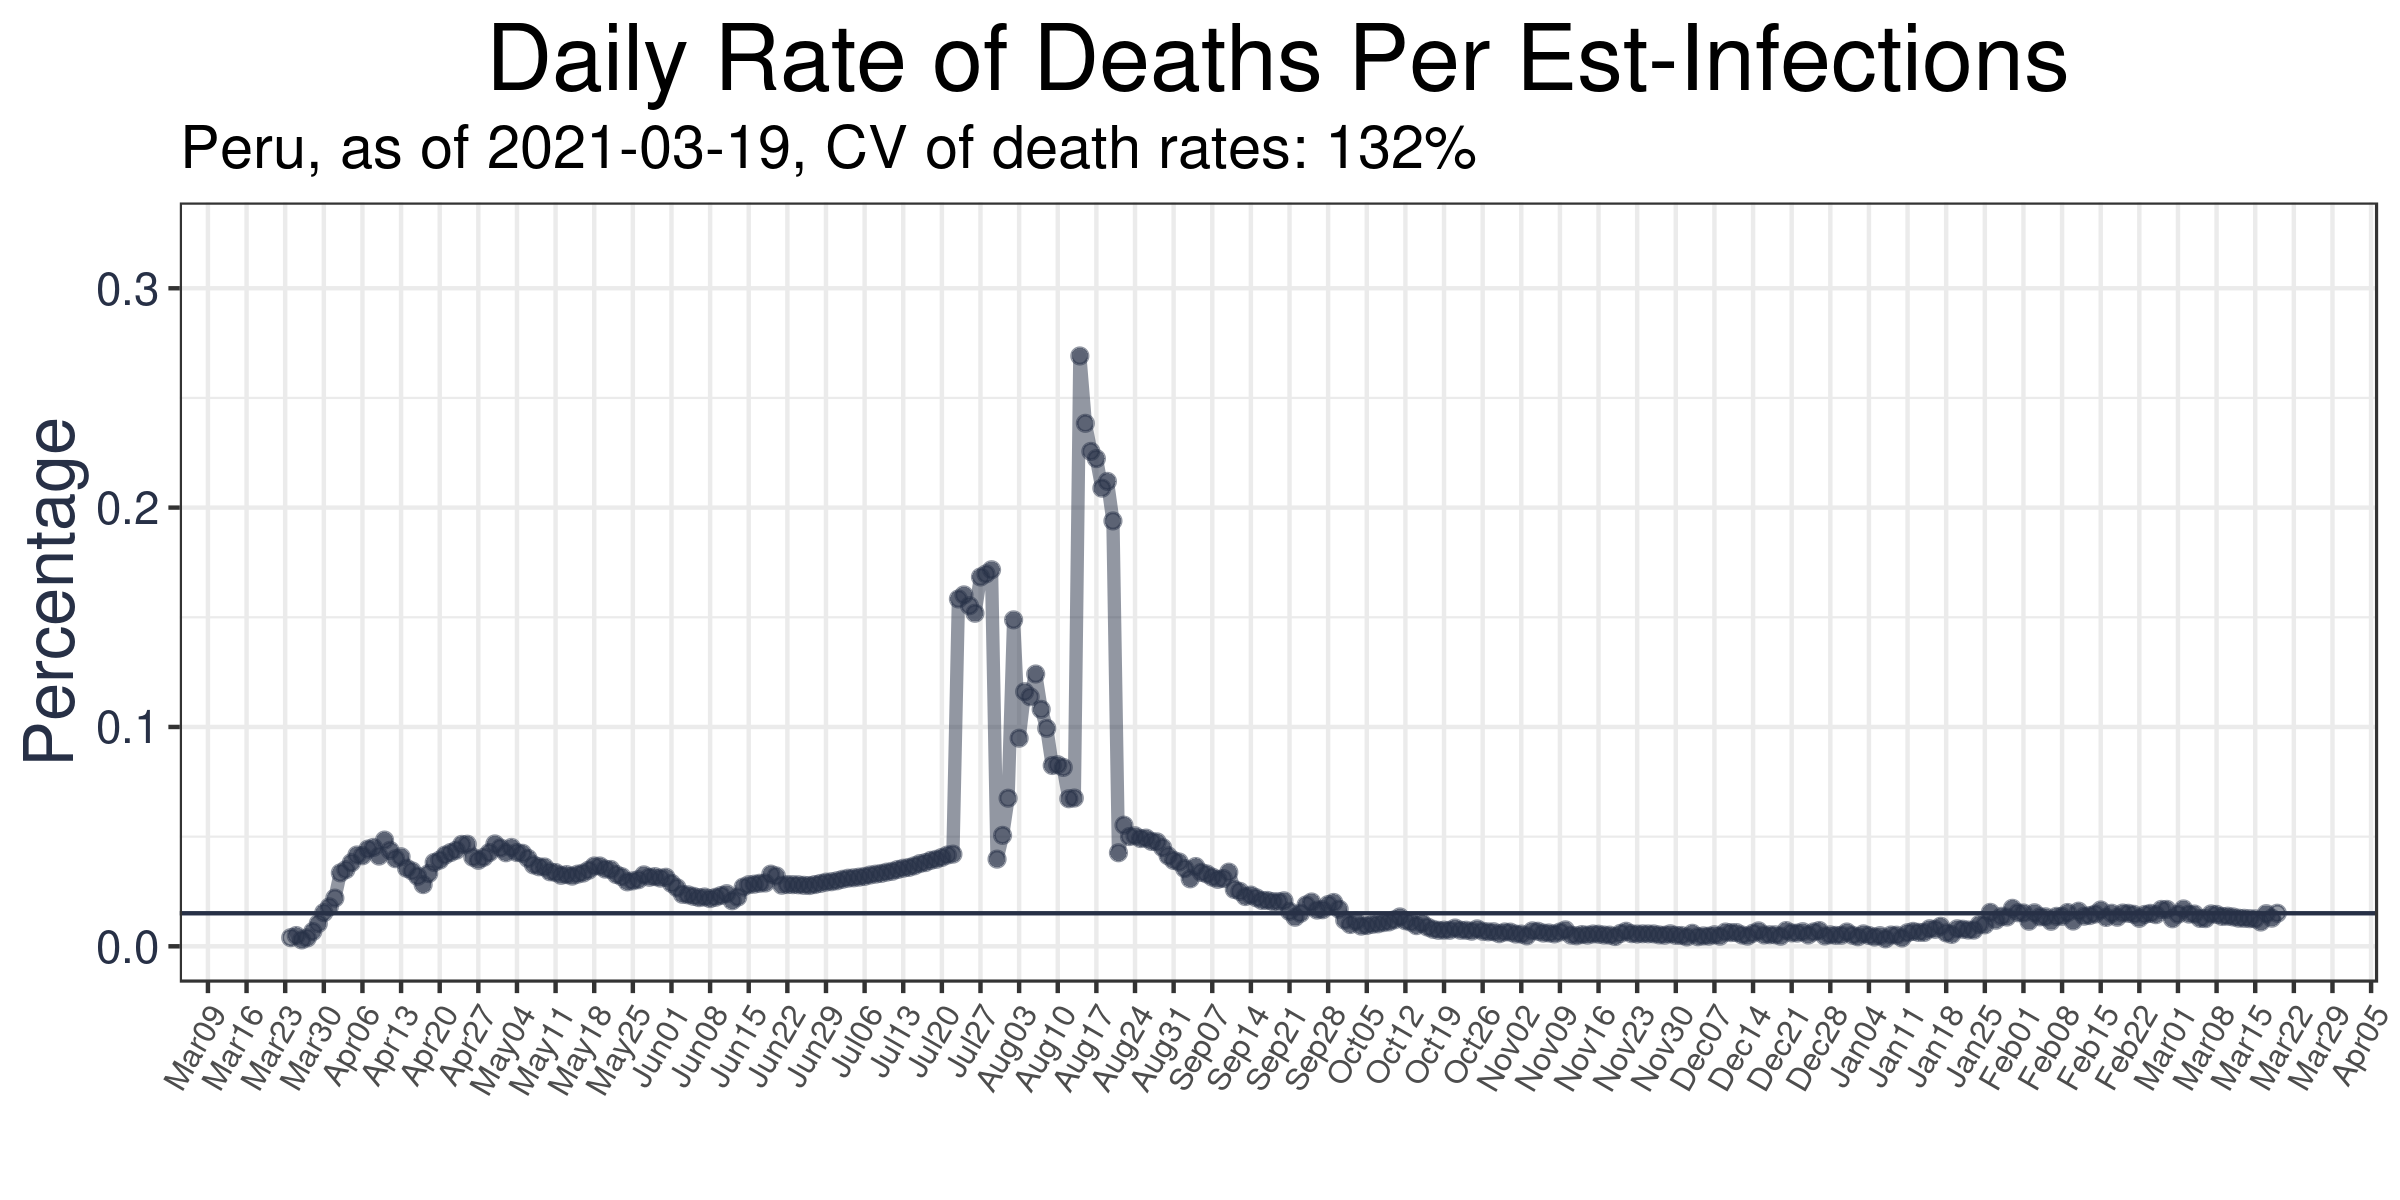 Daily Rate of Deaths Per Est-Infections
Peru, as of 2021-03-19, CV of death rates: 132%
Percentage
0.3
0.2
0.1
0.0
Mar09
Mar16
Mar23
Mar30
Apr06
Apr13
Apr20
Apr27
May04
May11
May18
May25
Jun01
Jun08
Jun15
Jun22
Jun29
Jul06
Jul13
Jul20
Jul27
Aug03
Aug10
Aug17
Aug24
Aug31
Sep07
Sep14
Sep21
Sep28
Oct05
Oct12
Oct19
Oct26
Nov02
Nov09
Nov16
Nov23
Nov30
Dec07
Dec14
Dec21
Dec28
Jan04
Jan11
Jan18
Jan25
Feb01
Feb08
Feb15
Feb22
Mar01
Mar08
Mar15
Mar22
Mar29
Apr05